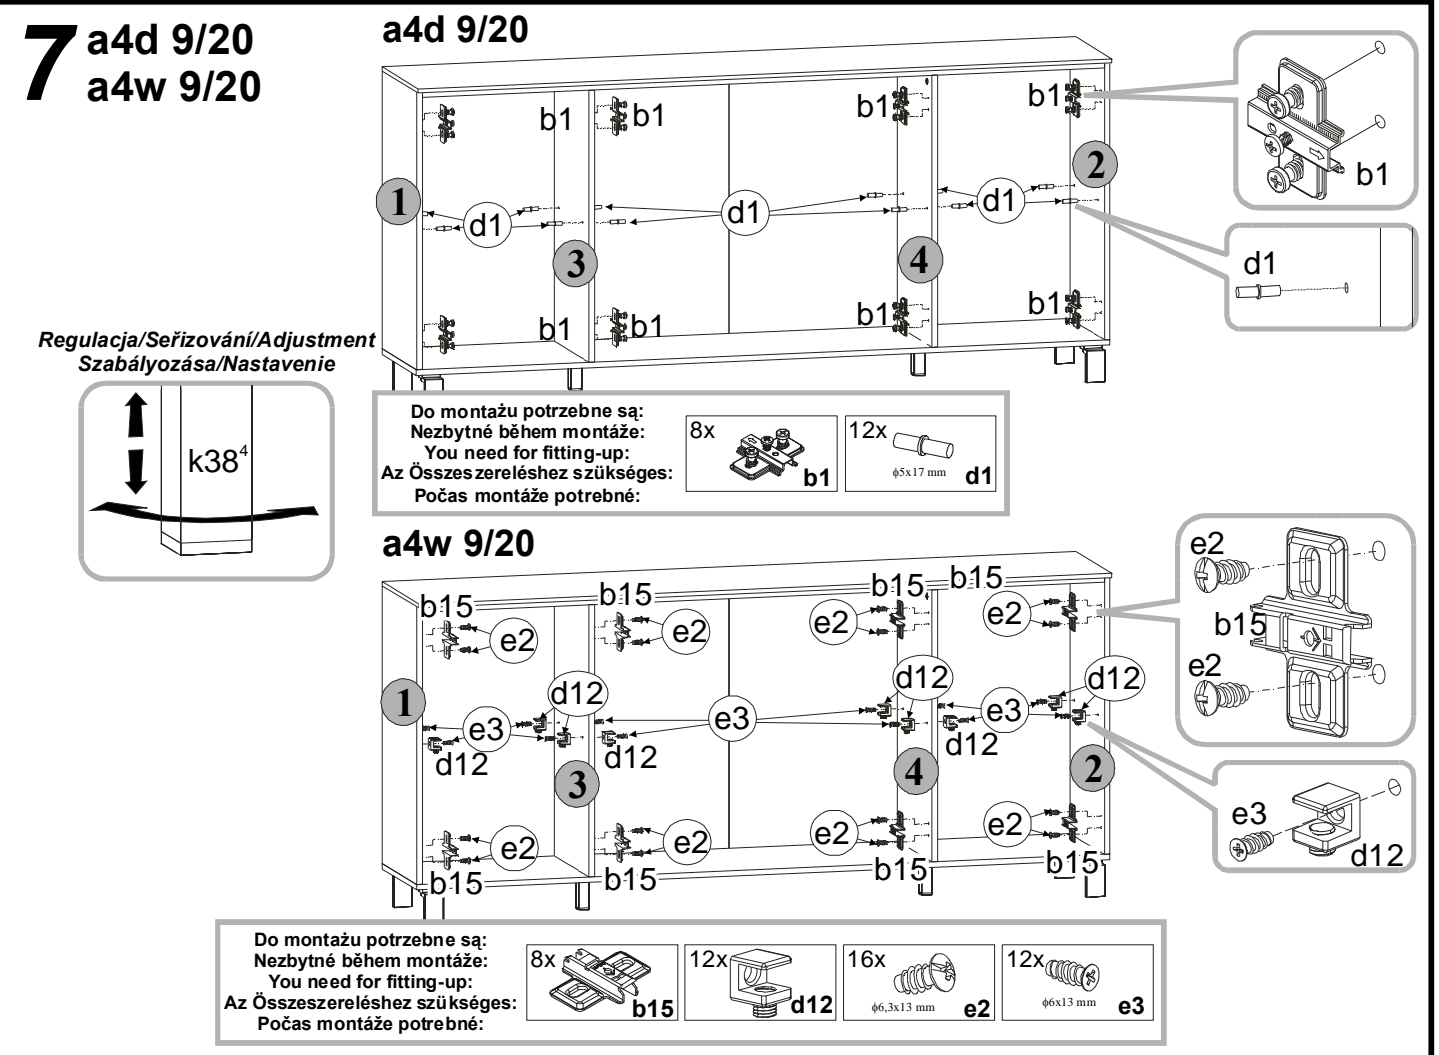 7
a4d 9/20
a4w 9/20
a4d 9/20
b1
b1
b1
b1
b1
1
2
d1
d1
d1
d1
3
4
b1
b1
b1
b1
Regulacja/Seřizování/Adjustment
Szabályozása/Nastavenie
k38⁴
Do montażu potrzebne są:
Nezbytné během montáže:
You need for fitting-up:
Az Összeszereléshez szükséges:
Počas montáže potrebné:
8x
b1
12x
ϕ5x17 mm
d1
a4w 9/20
b15
b15
b15
b15
e2
e2
e2
e2
e2
b15
e2
1
d12
d12
d12
e3
e3
e3
d12
d12
d12
3
4
2
e3
d12
e2
e2
e2
e2
b15
b15
b15
b15
Do montażu potrzebne są:
Nezbytné během montáže:
You need for fitting-up:
Az Összeszereléshez szükséges:
Počas montáže potrebné:
8x
b15
12x
d12
16x
ϕ6,3x13 mm
e2
12x
ϕ6x13 mm
e3